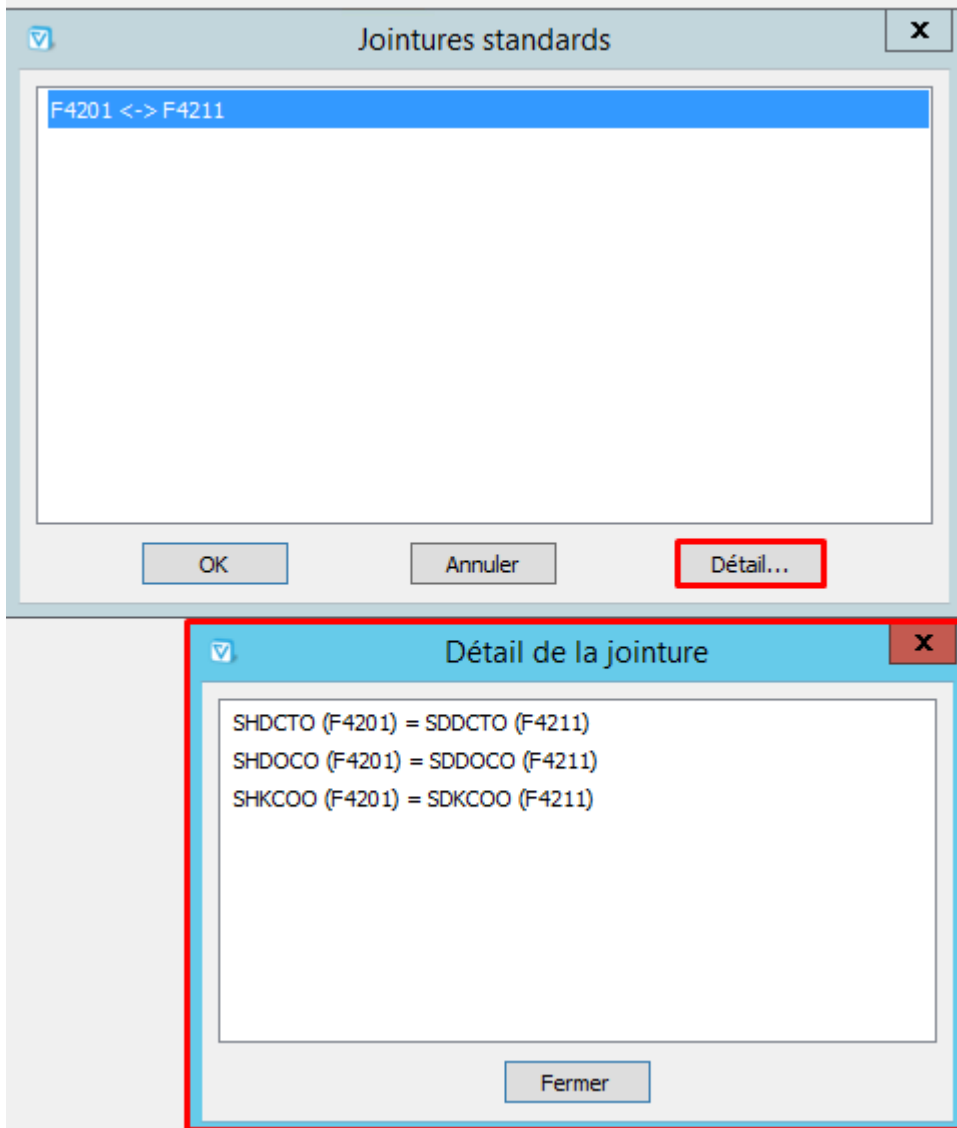 Jointures standards
x
F4201 <-> F4211
OK Annuler Détail...
Détail de la jointure
x
SHDCTO (F4201) = SDDCTO (F4211)
SHDOCO (F4201) = SDDOCO (F4211)
SHKCOO (F4201) = SDKCOO (F4211)
Fermer